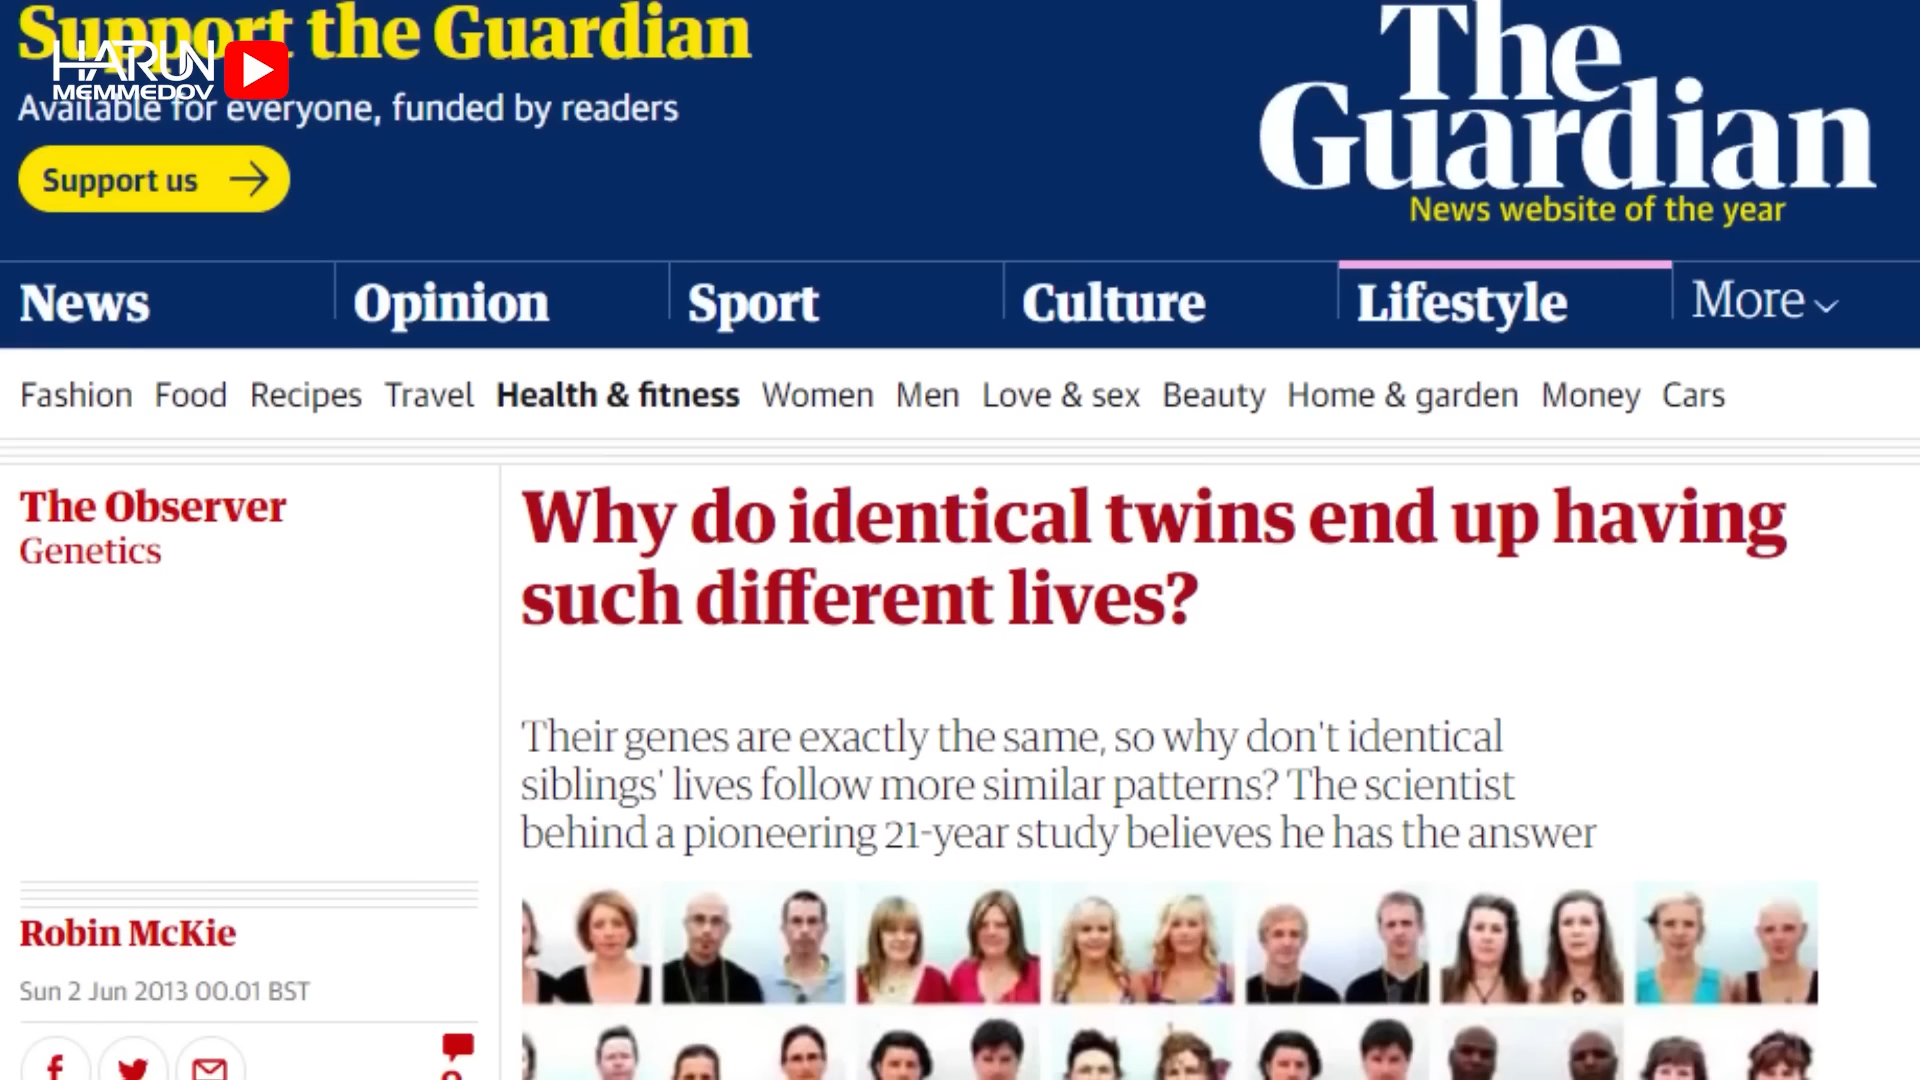 Support the Guardian
HARUN
MEMMEDOV
Available for everyone, funded by readers
Support us
The
Guardian
News website of the year
News Opinion Sport Culture Lifestyle More
Fashion Food Recipes Travel Health & fitness Women Men Love & sex Beauty Home & garden Money Cars
The Observer
Genetics
Why do identical twins end up having
such different lives?
Their genes are exactly the same, so why don't identical
siblings' lives follow more similar patterns? The scientist
behind a pioneering 21-year study believes he has the answer
Robin McKie
Sun 2 Jun 2013 00.01 BST